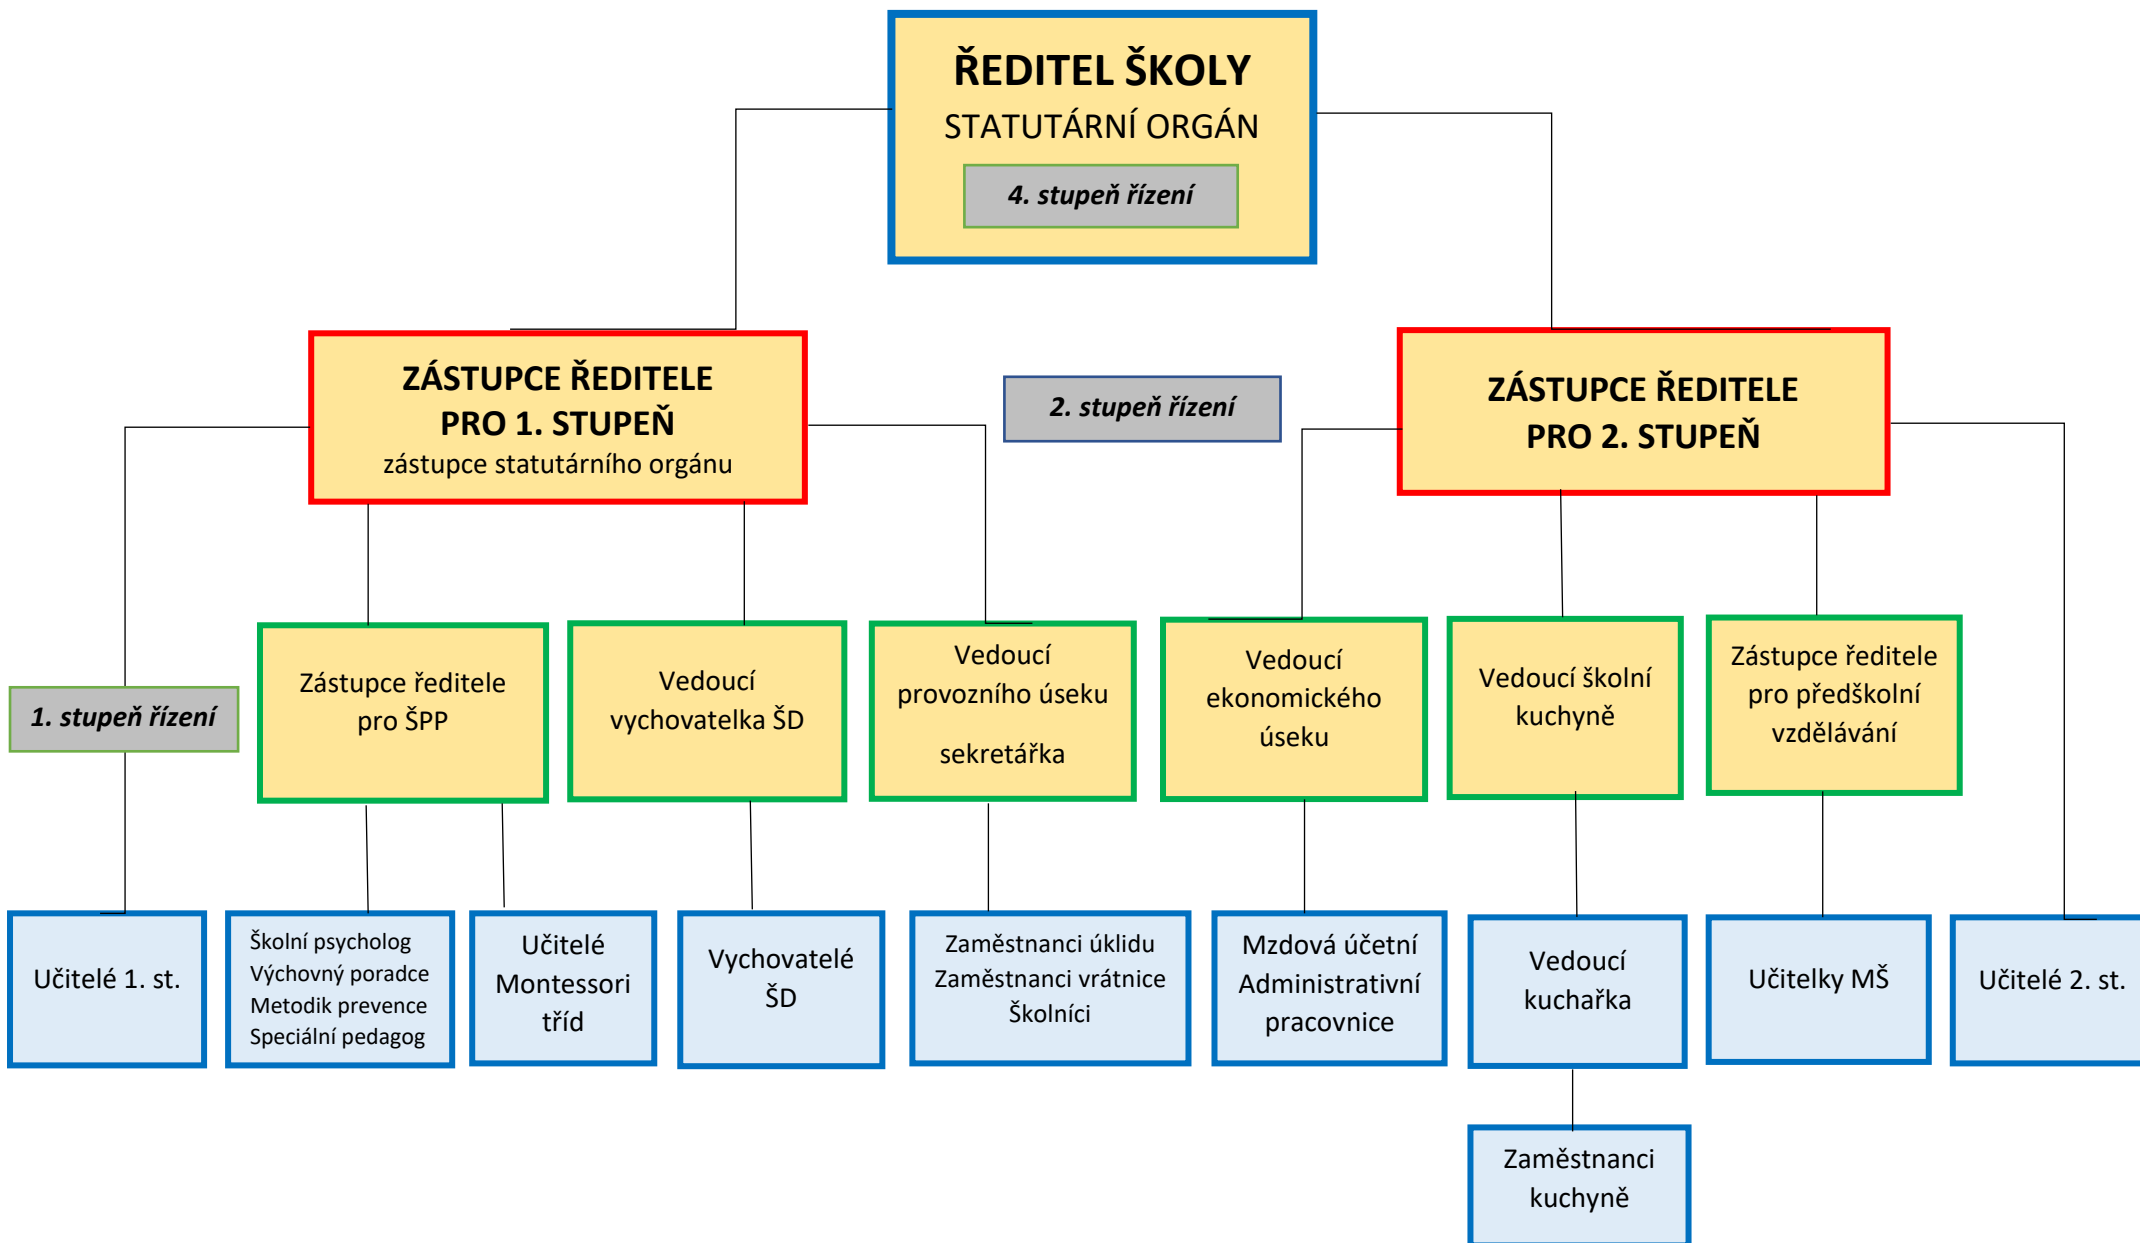 ŘEDITEL ŠKOLY
STATUTÁRNÍ ORGÁN
4. stupeň řízení
ZÁSTUPCE ŘEDITELE
PRO 1. STUPEŇ
zástupce statutárního orgánu
2. stupeň řízení
ZÁSTUPCE ŘEDITELE
PRO 2. STUPEŇ
1. stupeň řízení
Zástupce ředitele
pro ŠPP
Vedoucí
vychovatelka ŠD
Vedoucí
provozního úseku
sekretářka
Vedoucí
ekonomického
úseku
Vedoucí školní
kuchyně
Zástupce ředitele
pro předškolní
vzdělávání
Učitelé 1. st.
Školní psycholog
Výchovný poradce
Metodik prevence
Speciální pedagog
Učitelé
Montessori
tříd
Vychovatelé
ŠD
Zaměstnanci úklidu
Zaměstnanci vrátnice
Školníci
Mzdová účetní
Administrativní
pracovnice
Vedoucí
kuchařka
Učitelky MŠ
Učitelé 2. st.
Zaměstnanci
kuchyně